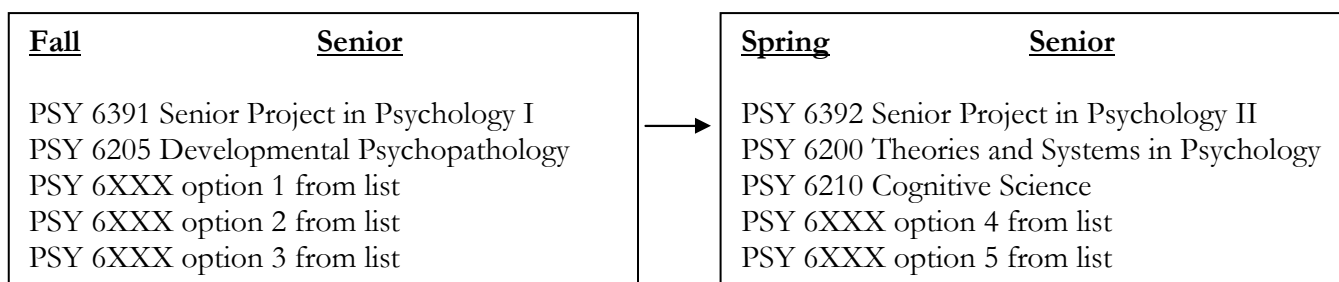 Fall Senior
PSY 6391 Senior Project in Psychology I
PSY 6205 Developmental Psychopathology
PSY 6XXX option 1 from list
PSY 6XXX option 2 from list
PSY 6XXX option 3 from list
Spring Senior
PSY 6392 Senior Project in Psychology II
PSY 6200 Theories and Systems in Psychology
PSY 6210 Cognitive Science
PSY 6XXX option 4 from list
PSY 6XXX option 5 from list